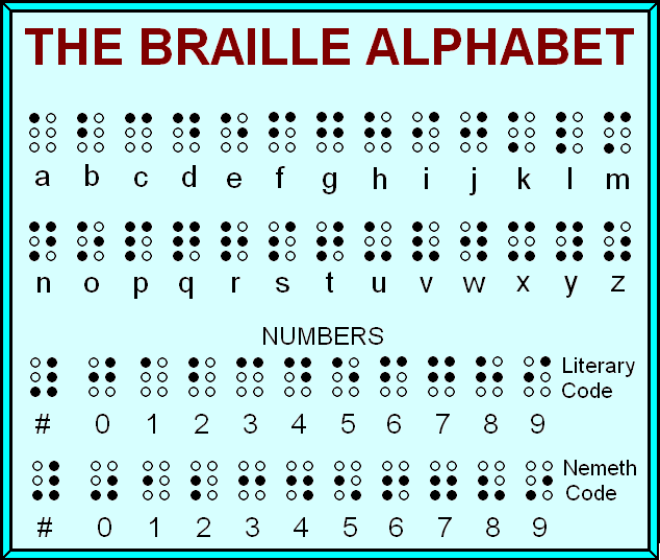 THE BRAILLE ALPHABET
a b c d e f g h i j k l m
n o p q r s t u v w x y z
NUMBERS
Literary
Code
# 0 1 2 3 4 5 6 7 8 9
Nemeth
Code
# 0 1 2 3 4 5 6 7 8 9